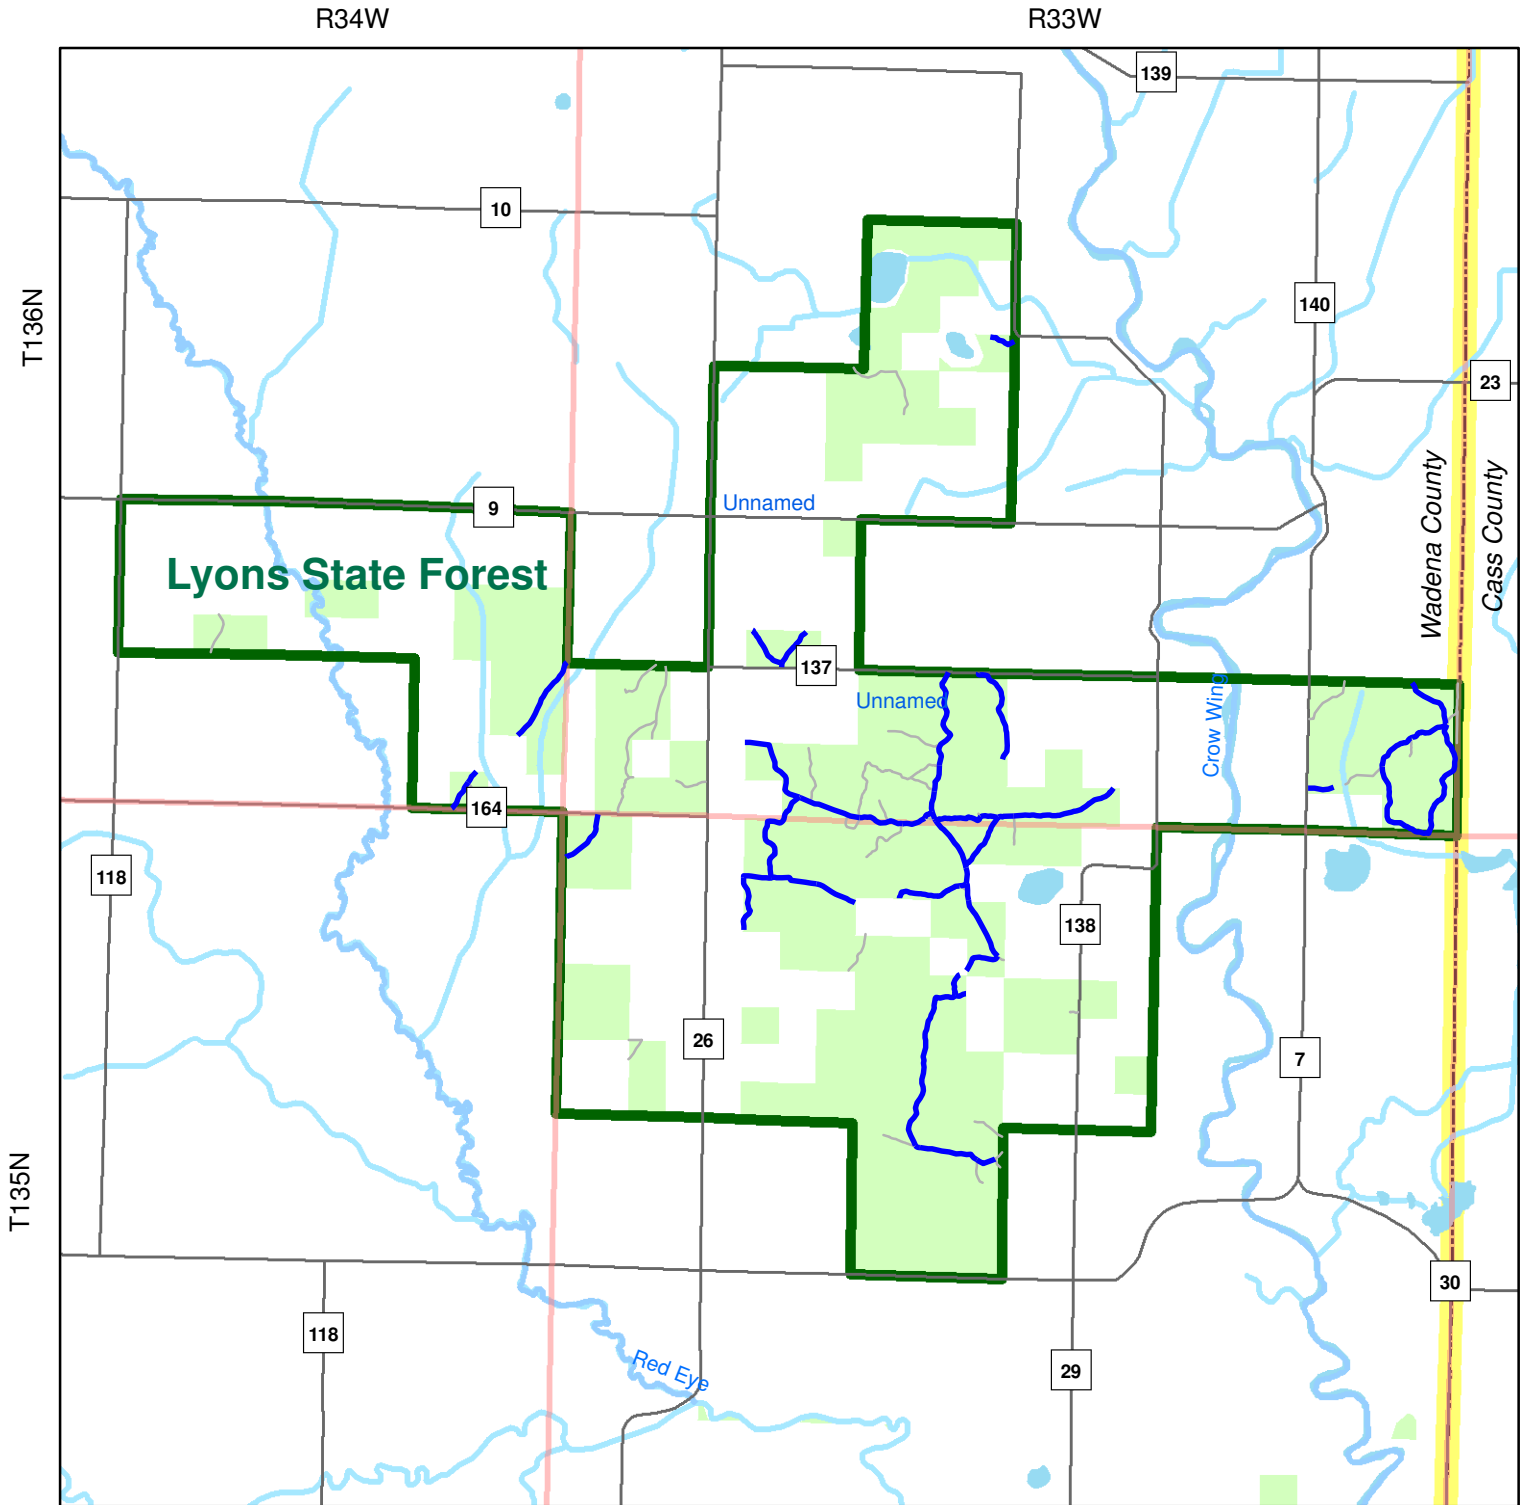 R34W
R33W
139
10
T136N
140
23
Wadena County
Cass County
9
Unnamed
Lyons State Forest
137
Unnamed
Crow Wing
164
118
138
26
7
T135N
30
118
Red Eye
29